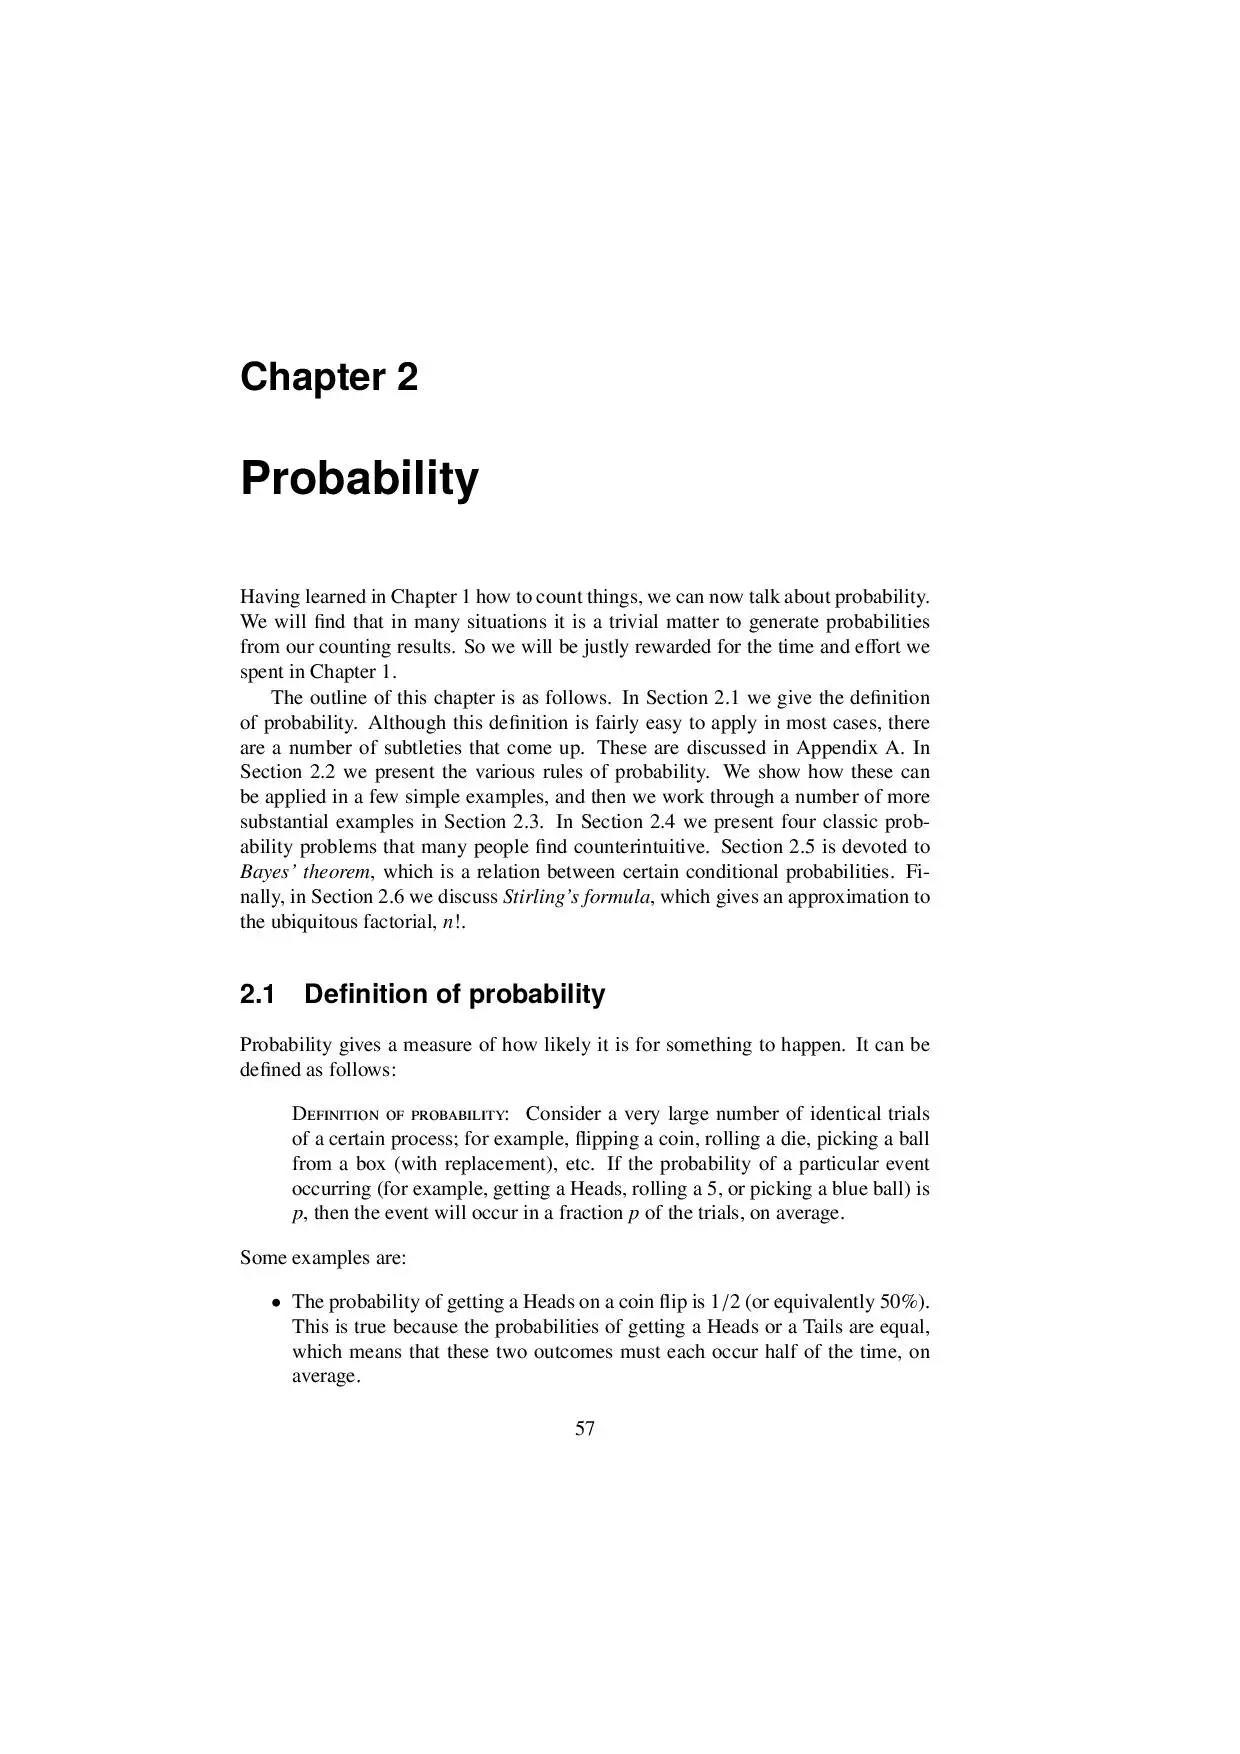 Chapter 2
Probability
Having learned in Chapter 1 how to count things, we can now talk about probability.
We will find that in many situations it is a trivial matter to generate probabilities
from our counting results. So we will be justly rewarded for the time and effort we
spent in Chapter 1.
The outline of this chapter is as follows. In Section 2.1 we give the definition
of probability. Although this definition is fairly easy to apply in most cases, there
are a number of subtleties that come up. These are discussed in Appendix A. In
Section 2.2 we present the various rules of probability. We show how these can
be applied in a few simple examples, and then we work through a number of more
substantial examples in Section 2.3. In Section 2.4 we present four classic prob-
ability problems that many people find counterintuitive. Section 2.5 is devoted to
Bayes' theorem, which is a relation between certain conditional probabilities. Fi-
nally, in Section 2.6 we discuss Stirling's formula, which gives an approximation to
the ubiquitous factorial, n!.
2.1 Definition of probability
Probability gives a measure of how likely it is for something to happen. It can be
defined as follows:
Definition of probability: Consider a very large number of identical trials
of a certain process; for example, flipping a coin, rolling a die, picking a ball
from a box (with replacement), etc. If the probability of a particular event
occurring (for example, getting a Heads, rolling a 5, or picking a blue ball) is
p, then the event will occur in a fraction p of the trials, on average.
Some examples are:
• The probability of getting a Heads on a coin flip is 1/2 (or equivalently 50%).
This is true because the probabilities of getting a Heads or a Tails are equal,
which means that these two outcomes must each occur half of the time, on
average.
57